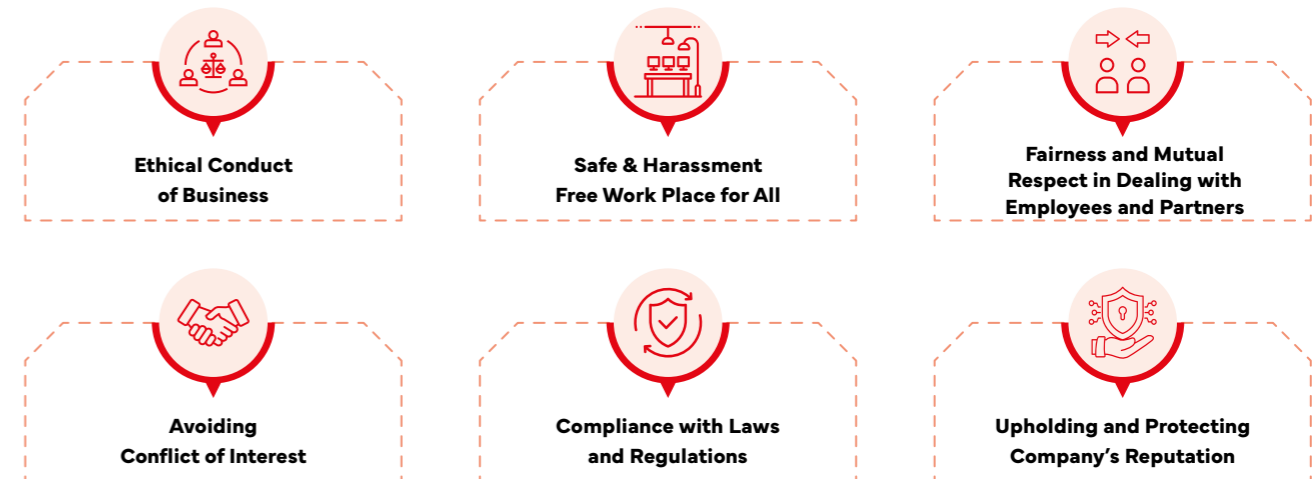 Ethical Conduct
of Business
Safe & Harassment
Free Work Place for All
Fairness and Mutual
Respect in Dealing with
Employees and Partners
Avoiding
Conflict of Interest
Compliance with Laws
and Regulations
Upholding and Protecting
Company’s Reputation